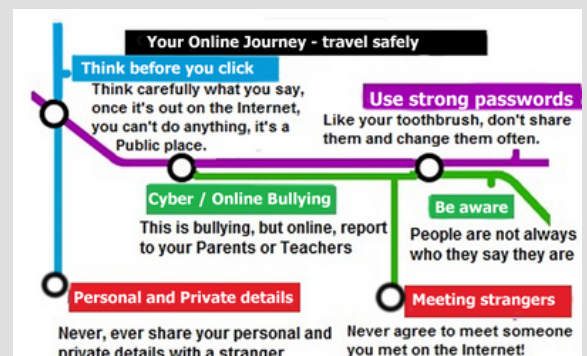 Your Online Journey - travel safely
Think before you click
Think carefully what you say,
once it's out on the Internet,
you can't do anything, it's a
Public place.
Use strong passwords
Like your toothbrush, don't share
them and change them often.
Cyber / Online Bullying
This is bullying, but online, report
to your Parents or Teachers
Be aware
People are not always
who they say they are
Personal and Private details
Never, ever share your personal and
private details with a stranger
Meeting strangers
Never agree to meet someone
you met on the Internet!